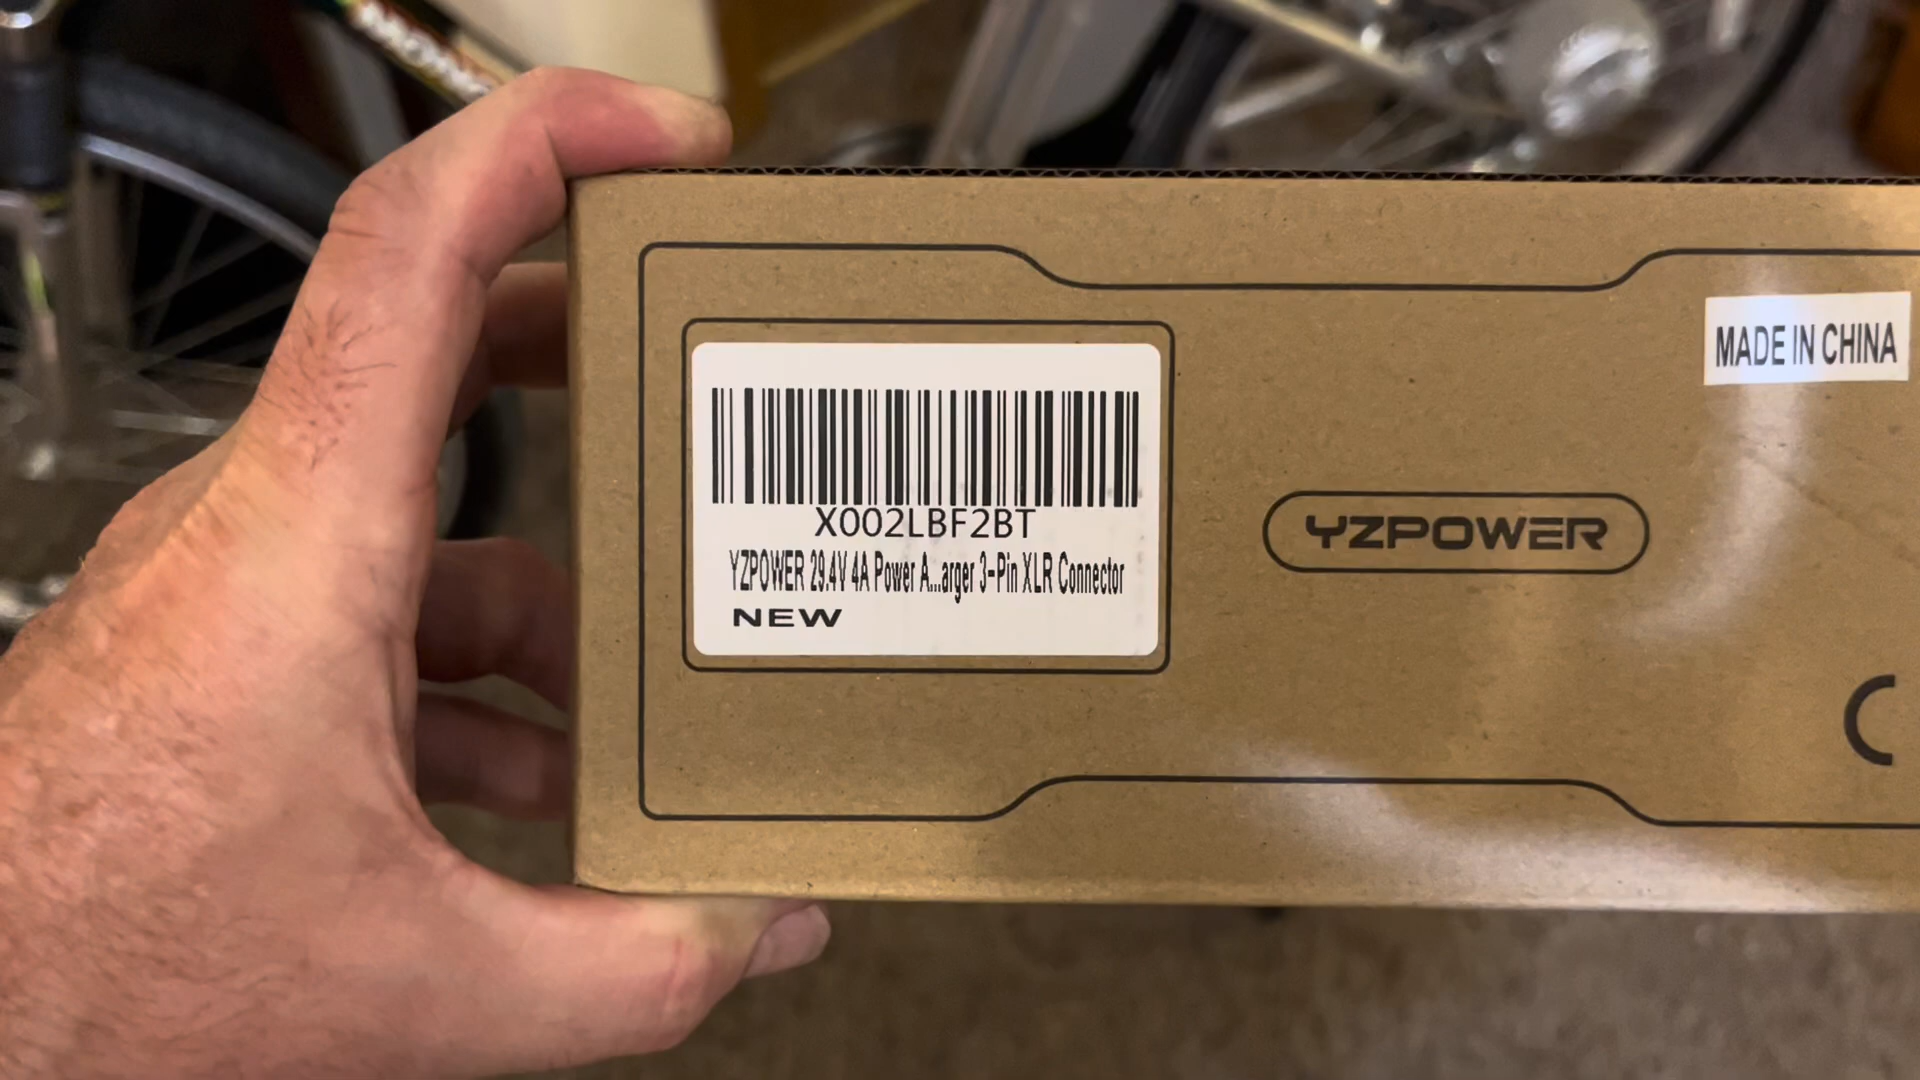 MADE IN CHINA
X002LBF2BT
YZPOWER 29.4V 4A Power A...arger 3-Pin XLR Connector
NEW
YZPOWER